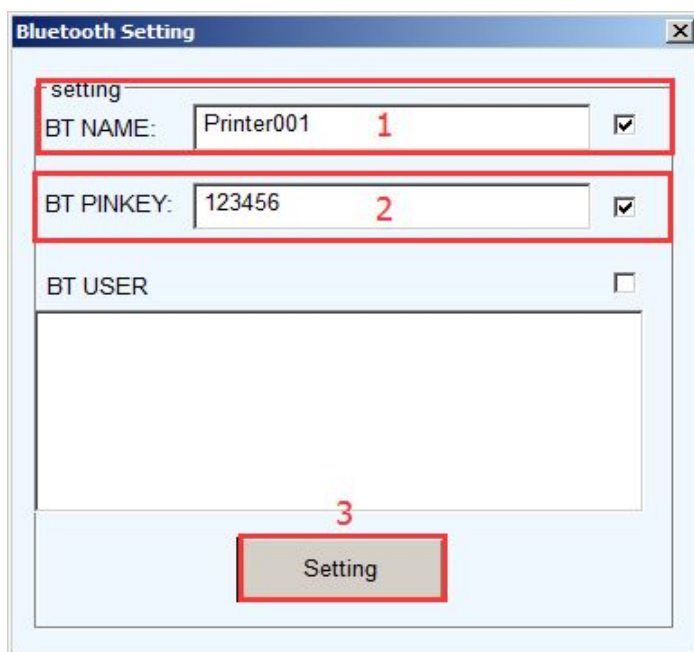 Bluetooth Setting
setting
BT NAME: Printer001 1
BT PINKEY: 123456 2
BT USER
3
Setting